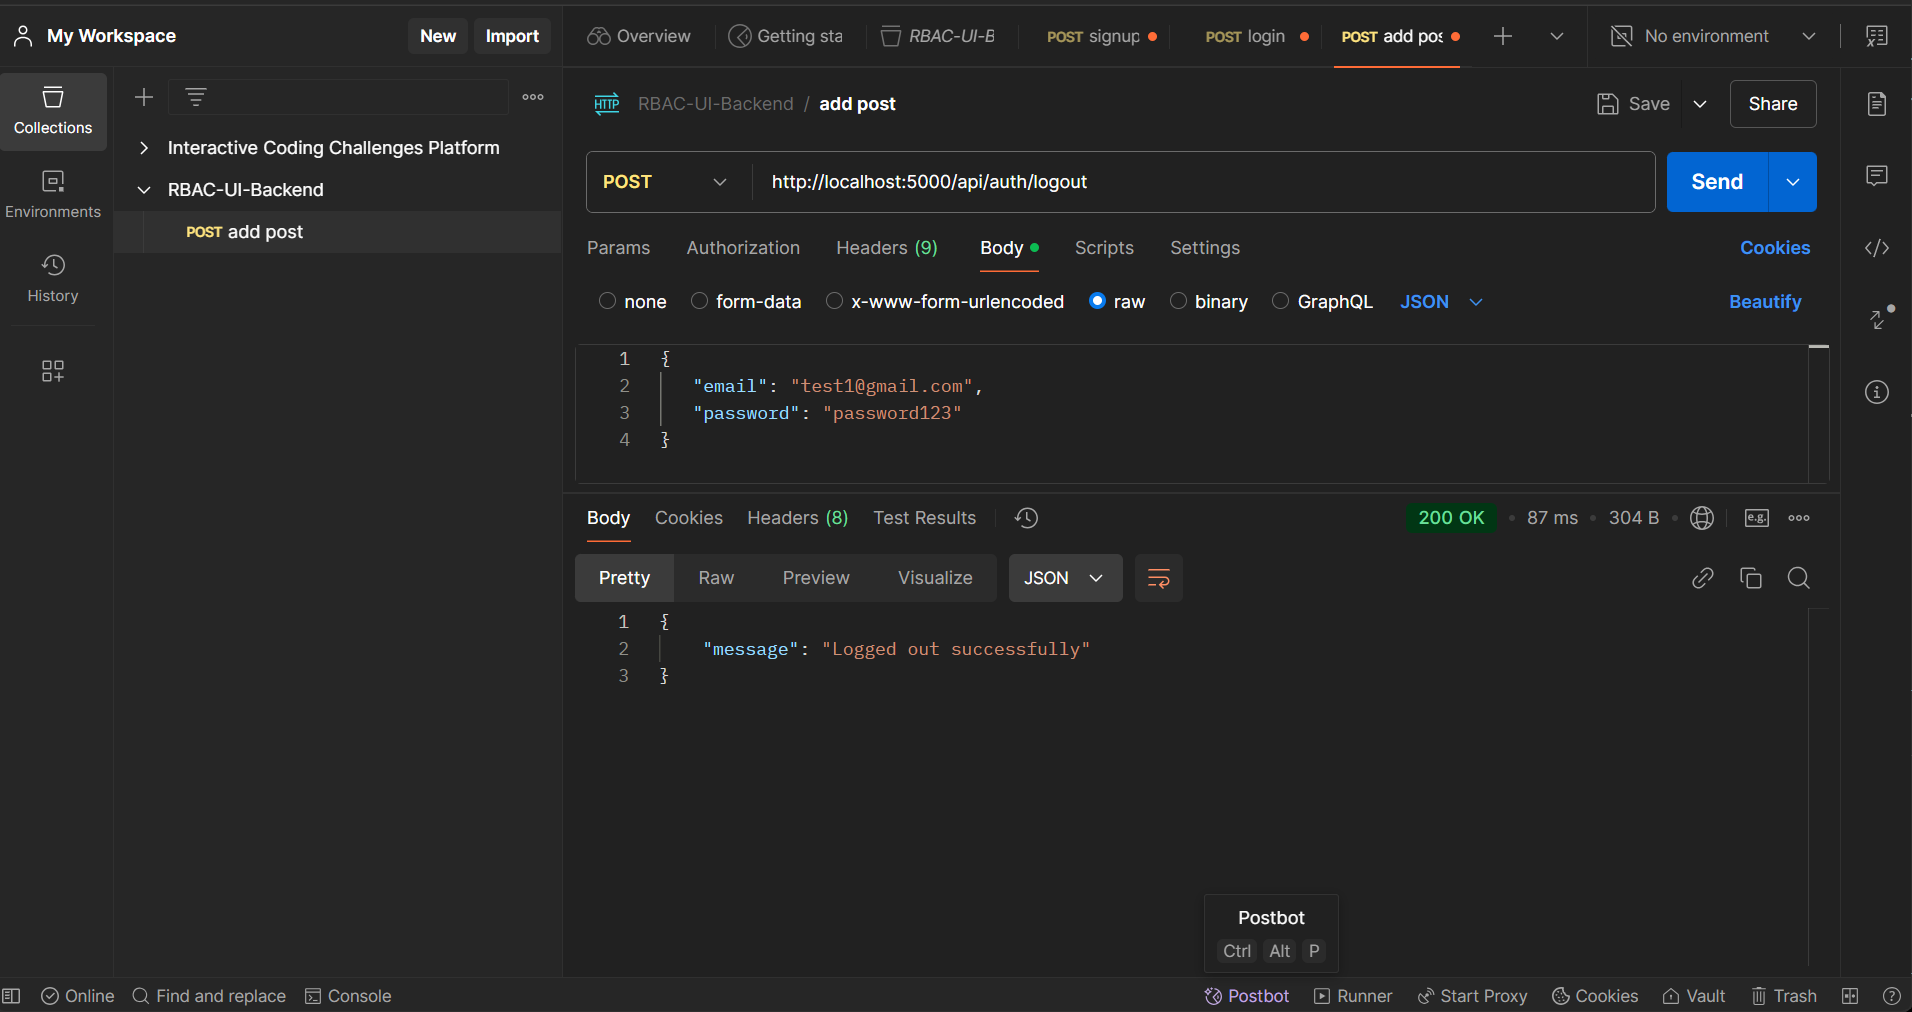 My Workspace
New
Import
Overview
Getting sta
RBAC-UI-B
POST signup
POST login
POST add pos
No environment
Collections
Environments
History
Interactive Coding Challenges Platform
RBAC-UI-Backend
POST add post
HTTP
RBAC-UI-Backend / add post
Save
Share
POST
http://localhost:5000/api/auth/logout
Send
Params
Authorization
Headers (9)
Body
Scripts
Settings
Cookies
none
form-data
x-www-form-urlencoded
raw
binary
GraphQL
JSON
Beautify
1 {
2 "email": "test1@gmail.com",
3 "password": "password123"
4 }
Body
Cookies
Headers (8)
Test Results
200 OK
87 ms
304 B
e.g.
Pretty
Raw
Preview
Visualize
JSON
1 {
2 "message": "Logged out successfully"
3 }
Postbot
Ctrl Alt P
Online
Find and replace
Console
Postbot
Runner
Start Proxy
Cookies
Vault
Trash